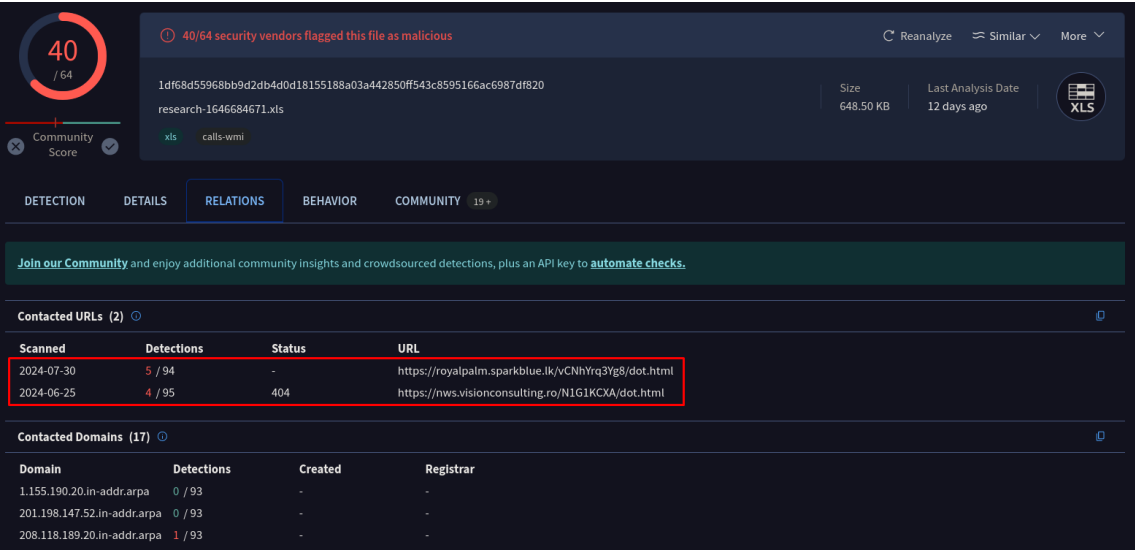 40
/ 64
Community
Score
40/64 security vendors flagged this file as malicious
Reanalyze Similar More
1df68d55968bb9d2db4d0d18155188a03a442850ff543c8595166ac6987df820
research-1646684671.xls
xls calls-wmi
Size
648.50 KB
Last Analysis Date
12 days ago
XLS
DETECTION DETAILS RELATIONS BEHAVIOR COMMUNITY 19+
Join our Community and enjoy additional community insights and crowdsourced detections, plus an API key to automate checks.
Contacted URLs (2)
Scanned Detections Status URL
2024-07-30 5 / 94 - https://royalpalm.sparkblue.lk/vCNhYrq3Yg8/dot.html
2024-06-25 4 / 95 404 https://nws.visionconsulting.ro/N1G1KCXA/dot.html
Contacted Domains (17)
Domain Detections Created Registrar
1.155.190.20.in-addr.arpa 0 / 93 - -
201.198.147.52.in-addr.arpa 0 / 93 - -
208.118.189.20.in-addr.arpa 1 / 93 - -